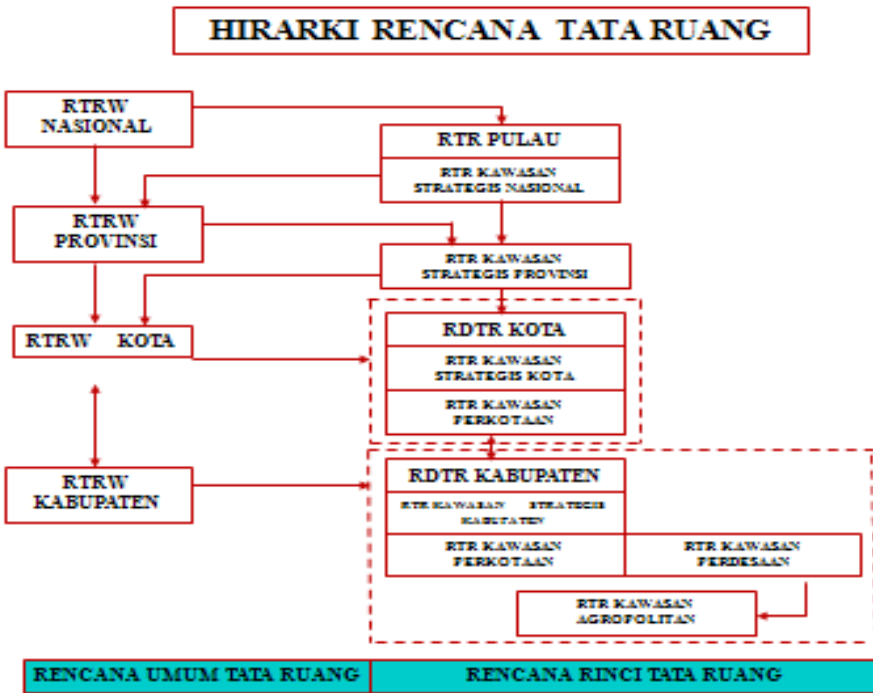 HIRARKI RENCANA TATA RUANG
RTRW
NASIONAL
RTR PULAU
RTR KAWASAN
STRATEGIS NASIONAL
RTRW
PROVINSI
RTR KAWASAN
STRATEGIS PROVINSI
RTRW KOTA
RDTR KOTA
RTR KAWASAN
STRATEGIS KOTA
RTR KAWASAN
PERKOTAAN
RTRW
KABUPATEN
RDTR KABUPATEN
RTR KAWASAN STRATEGIS
KABUPATEN
RTR KAWASAN
PERKOTAAN
RTR KAWASAN
PERDESAAN
RTR KAWASAN
AGROPOLITAN
RENCANA UMUM TATA RUANG
RENCANA RINCI TATA RUANG